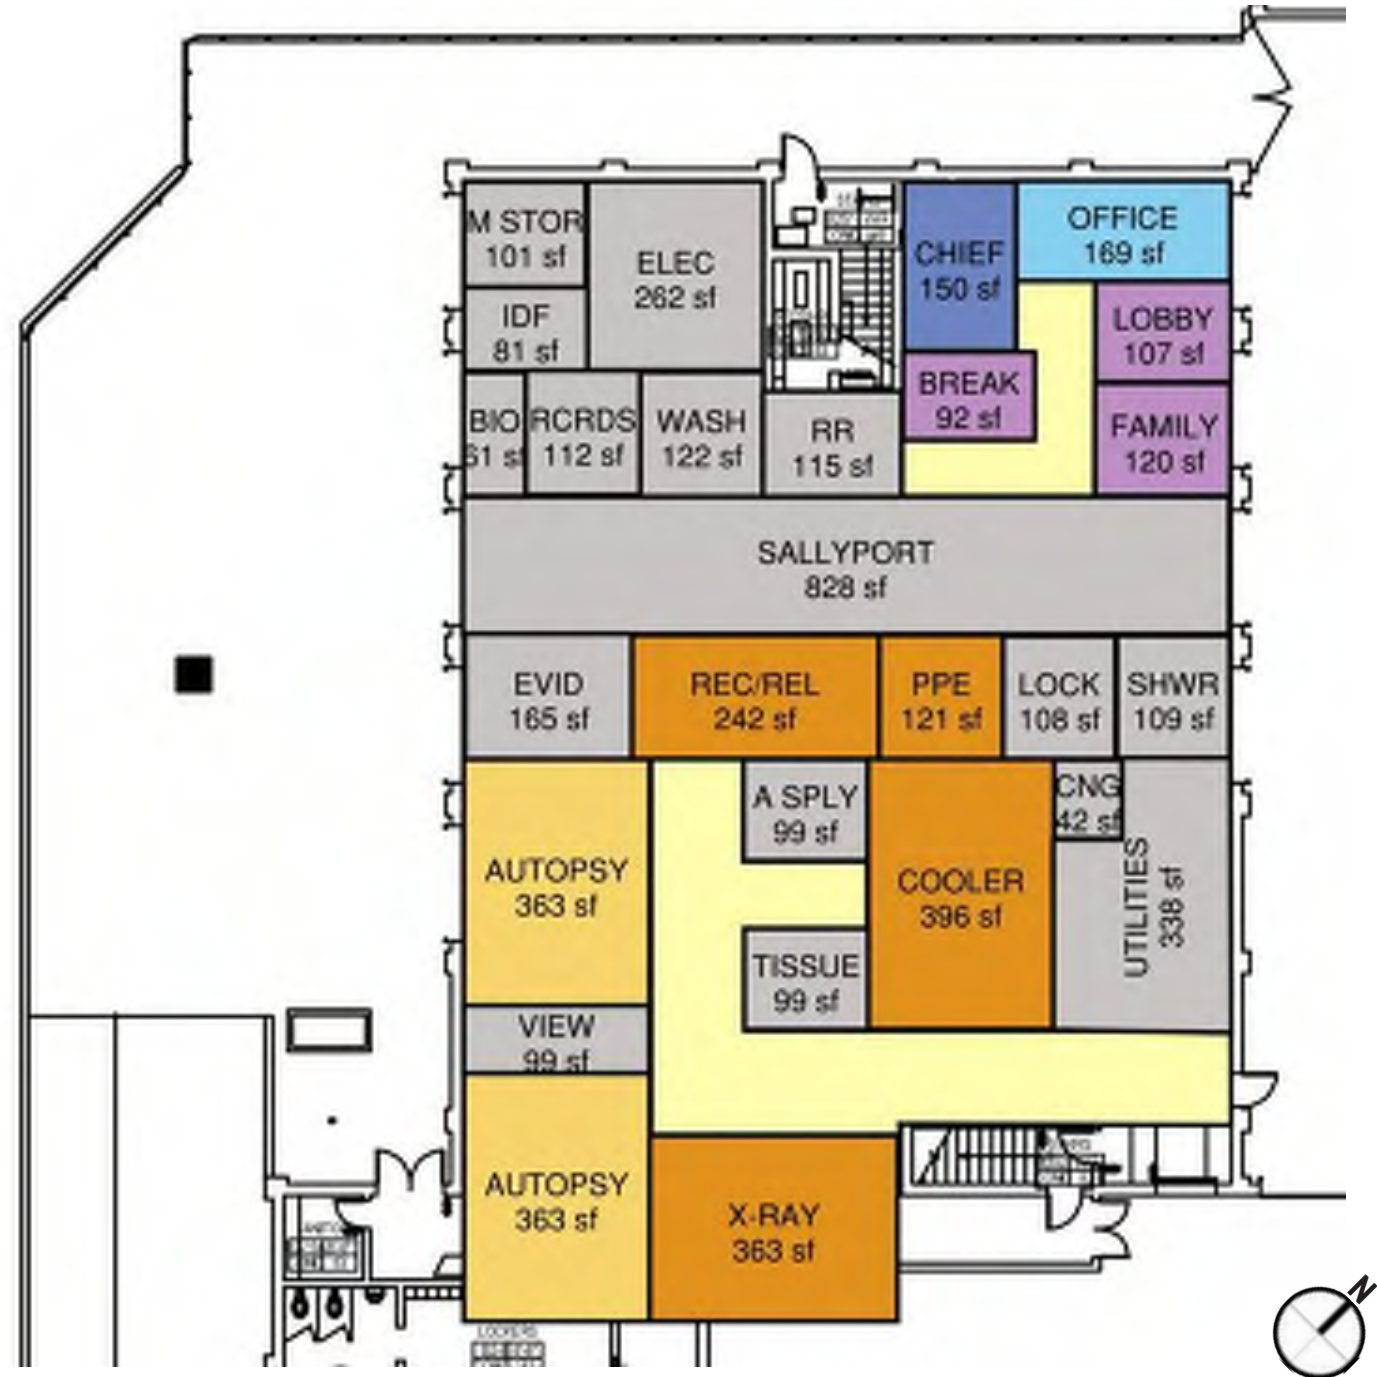 M STOR
101 sf
ELEC
262 sf
CHIEF
150 sf
OFFICE
169 sf
IDF
81 sf
LOBBY
107 sf
BREAK
92 sf
BIO
61 sf
RCRDS
112 sf
WASH
122 sf
RR
115 sf
FAMILY
120 sf
SALLYPORT
828 sf
EVID
165 sf
REC/REL
242 sf
PPE
121 sf
LOCK
108 sf
SHWR
109 sf
AUTOPSY
363 sf
A SPLY
99 sf
COOLER
396 sf
CNG
42 sf
UTILITIES
338 sf
TISSUE
99 sf
VIEW
99 sf
AUTOPSY
363 sf
X-RAY
363 sf
LOCKERS
N